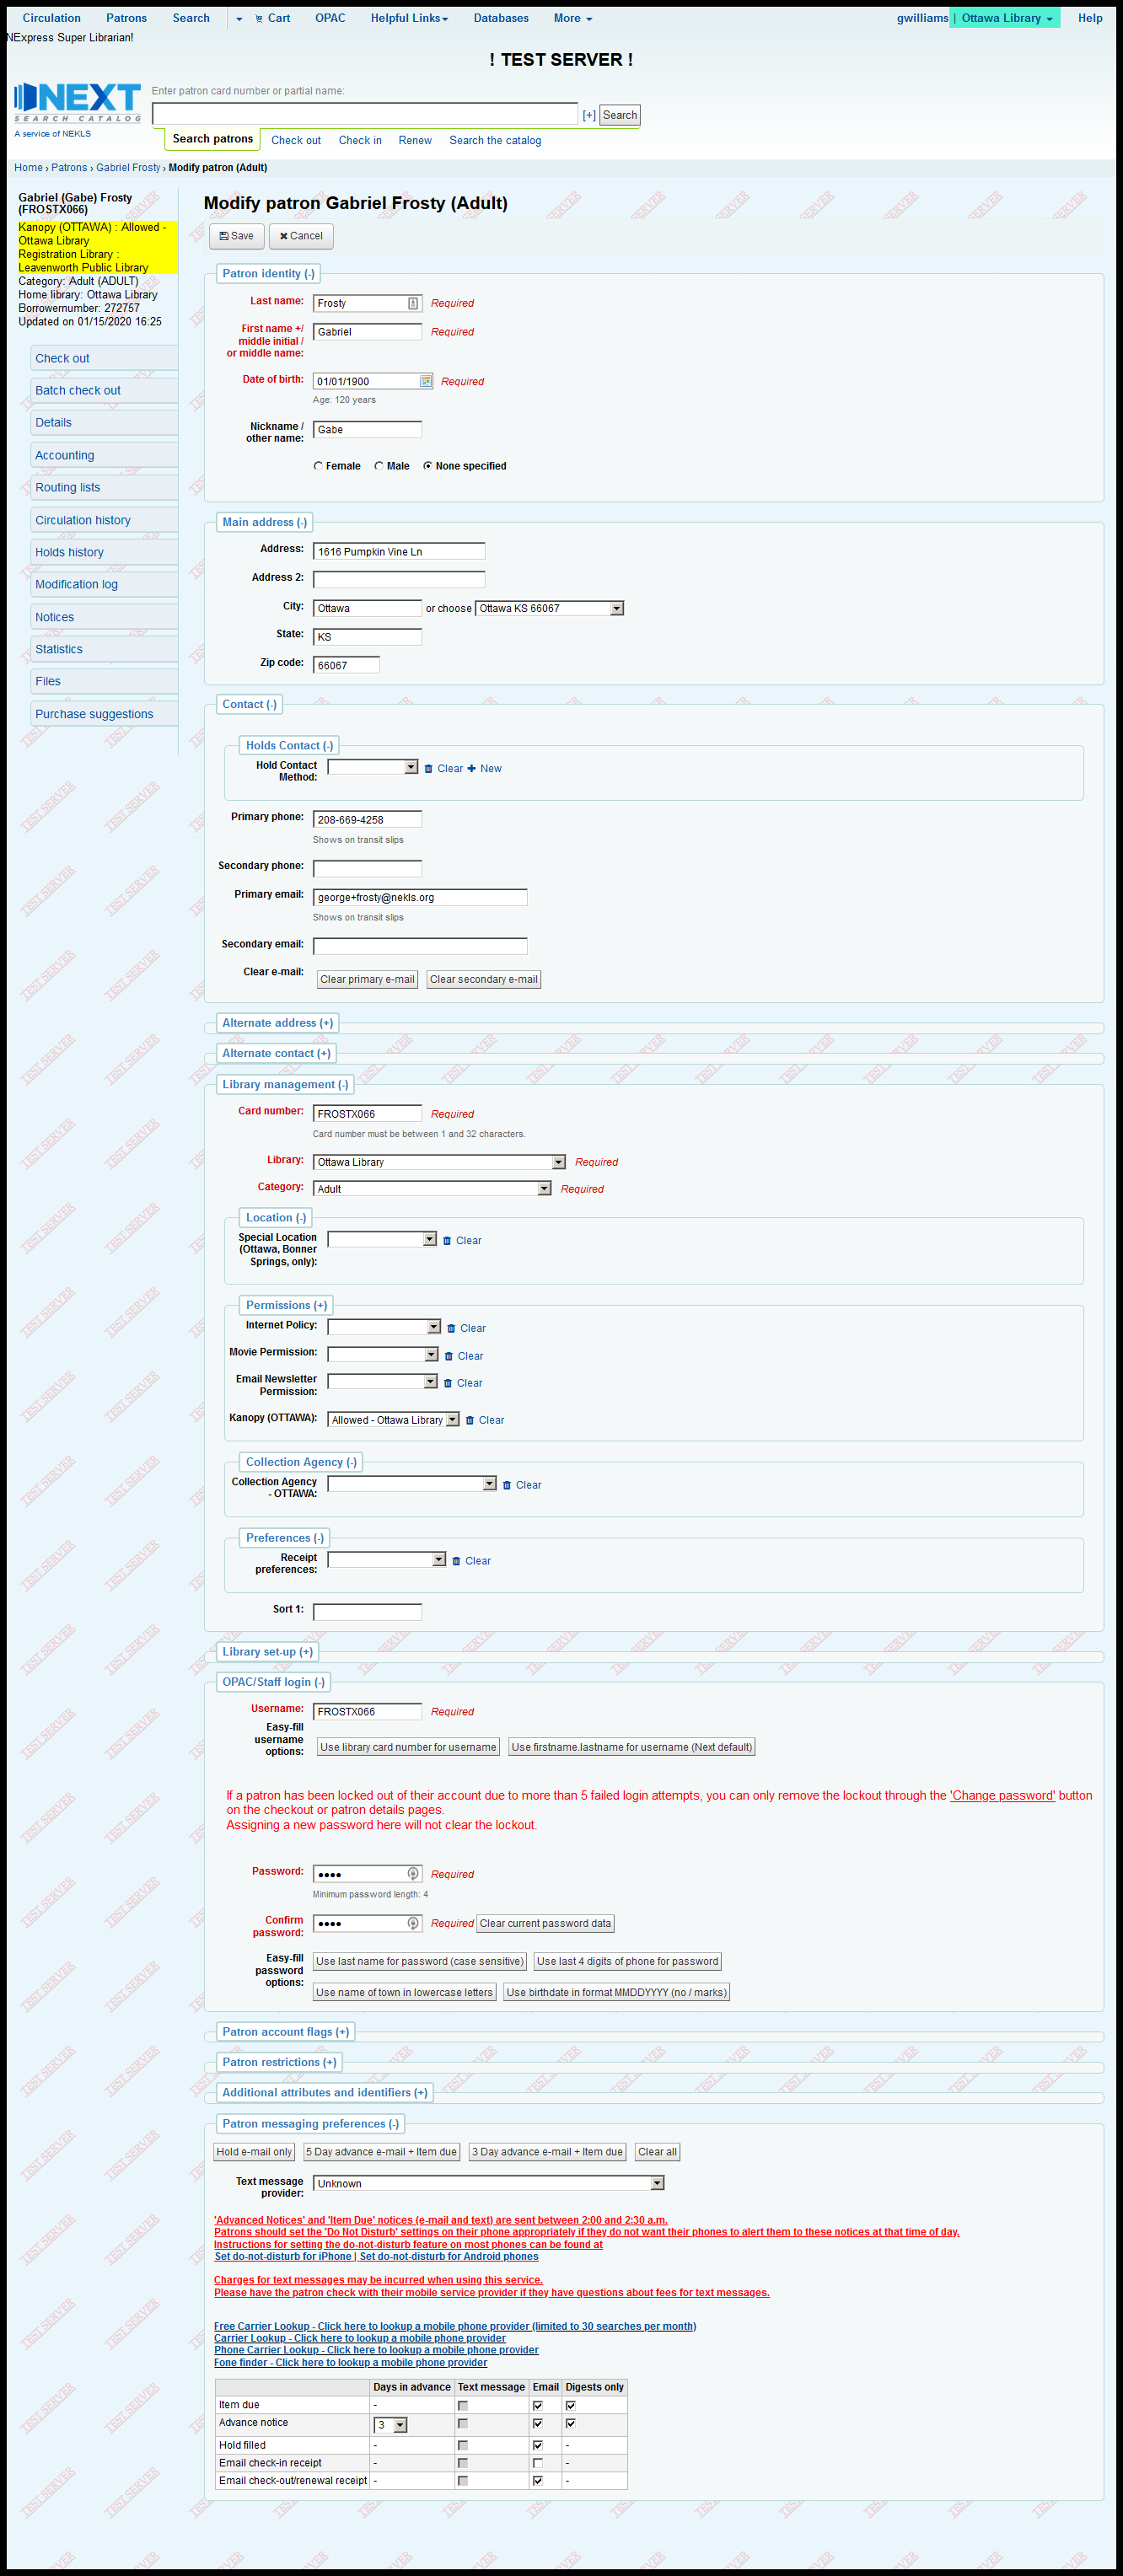 Circulation Patrons Search Cart OPAC Helpful Links Databases More gwilliams | Ottawa Library Help
NExpress Super Librarian!
! TEST SERVER !
NEXT
SEARCH CATALOG
A service of NEKLS
Enter patron card number or partial name:
[+] Search
Search patrons Check out Check in Renew Search the catalog
Home › Patrons › Gabriel Frosty › Modify patron (Adult)
Gabriel (Gabe) Frosty
(FROSTX066)
Kanopy (OTTAWA) : Allowed -
Ottawa Library
Registration Library :
Leavenworth Public Library
Category: Adult (ADULT)
Home library: Ottawa Library
Borrowernumber: 272757
Updated on 01/15/2020 16:25
Check out
Batch check out
Details
Accounting
Routing lists
Circulation history
Holds history
Modification log
Notices
Statistics
Files
Purchase suggestions
Modify patron Gabriel Frosty (Adult)
Save Cancel
Patron identity (-)
Last name: Frosty Required
First name +/
middle initial /
or middle name: Gabriel Required
Date of birth: 01/01/1900 Required
Age: 120 years
Nickname /
other name: Gabe
Female Male None specified
Main address (-)
Address: 1616 Pumpkin Vine Ln
Address 2:
City: Ottawa or choose Ottawa KS 66067
State: KS
Zip code: 66067
Contact (-)
Holds Contact (-)
Hold Contact
Method: Clear New
Primary phone: 208-669-4258
Shows on transit slips
Secondary phone:
Primary email: george+frosty@nekls.org
Shows on transit slips
Secondary email:
Clear e-mail: Clear primary e-mail Clear secondary e-mail
Alternate address (+)
Alternate contact (+)
Library management (-)
Card number: FROSTX066 Required
Card number must be between 1 and 32 characters.
Library: Ottawa Library Required
Category: Adult Required
Location (-)
Special Location
(Ottawa, Bonner
Springs, only): Clear
Permissions (+)
Internet Policy: Clear
Movie Permission: Clear
Email Newsletter
Permission: Clear
Kanopy (OTTAWA): Allowed - Ottawa Library Clear
Collection Agency (-)
Collection Agency
- OTTAWA: Clear
Preferences (-)
Receipt
preferences: Clear
Sort 1:
Library set-up (+)
OPAC/Staff login (-)
Username: FROSTX066 Required
Easy-fill
username
options: Use library card number for username Use firstname.lastname for username (Next default)
If a patron has been locked out of their account due to more than 5 failed login attempts, you can only remove the lockout through the 'Change password' button
on the checkout or patron details pages.
Assigning a new password here will not clear the lockout.
Password: ●●●● Required
Minimum password length: 4
Confirm
password: ●●●● Required Clear current password data
Easy-fill
password
options: Use last name for password (case sensitive) Use last 4 digits of phone for password
Use name of town in lowercase letters Use birthdate in format MMDDYYYY (no / marks)
Patron account flags (+)
Patron restrictions (+)
Additional attributes and identifiers (+)
Patron messaging preferences (-)
Hold e-mail only 5 Day advance e-mail + Item due 3 Day advance e-mail + Item due Clear all
Text message
provider: Unknown
'Advanced Notices' and 'Item Due' notices (e-mail and text) are sent between 2:00 and 2:30 a.m.
Patrons should set the 'Do Not Disturb' settings on their phone appropriately if they do not want their phones to alert them to these notices at that time of day.
Instructions for setting the do-not-disturb feature on most phones can be found at
Set do-not-disturb for iPhone | Set do-not-disturb for Android phones
Charges for text messages may be incurred when using this service.
Please have the patron check with their mobile service provider if they have questions about fees for text messages.
Free Carrier Lookup - Click here to lookup a mobile phone provider (limited to 30 searches per month)
Carrier Lookup - Click here to lookup a mobile phone provider
Phone Carrier Lookup - Click here to lookup a mobile phone provider
Fone finder - Click here to lookup a mobile phone provider
Days in advance Text message Email Digests only
Item due -
Advance notice 3
Hold filled - -
Email check-in receipt - -
Email check-out/renewal receipt - -